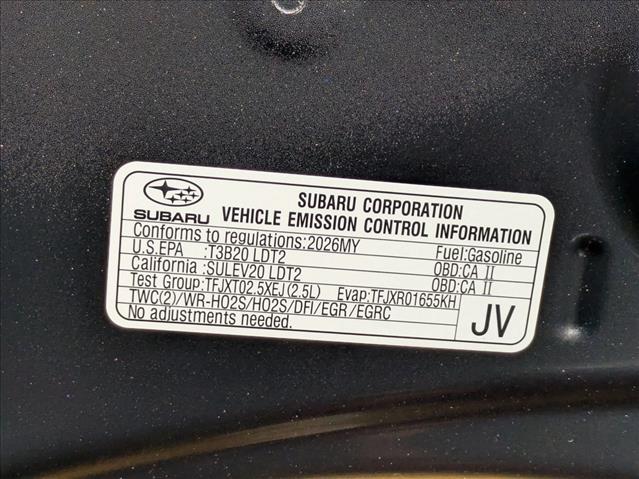 SUBARU CORPORATION
SUBARU VEHICLE EMISSION CONTROL INFORMATION
Conforms to regulations:2026MY Fuel:Gasoline
U.S.EPA :T3B20 LDT2 OBD:CA II
California :SULEV20 LDT2 OBD:CA II
Test Group:TFJXT02.5XEJ(2.5L) Evap:TFJXR01655KH
TWC(2)/WR-HO2S/HO2S/DFI/EGR/EGRC
No adjustments needed.
JV